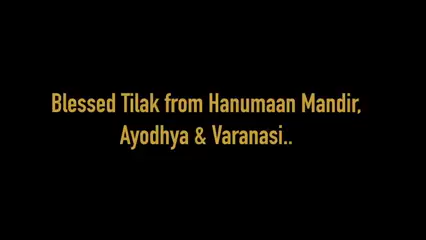 Blessed Tilak from Hanumaan Mandir,
Ayodhya & Varanasi..